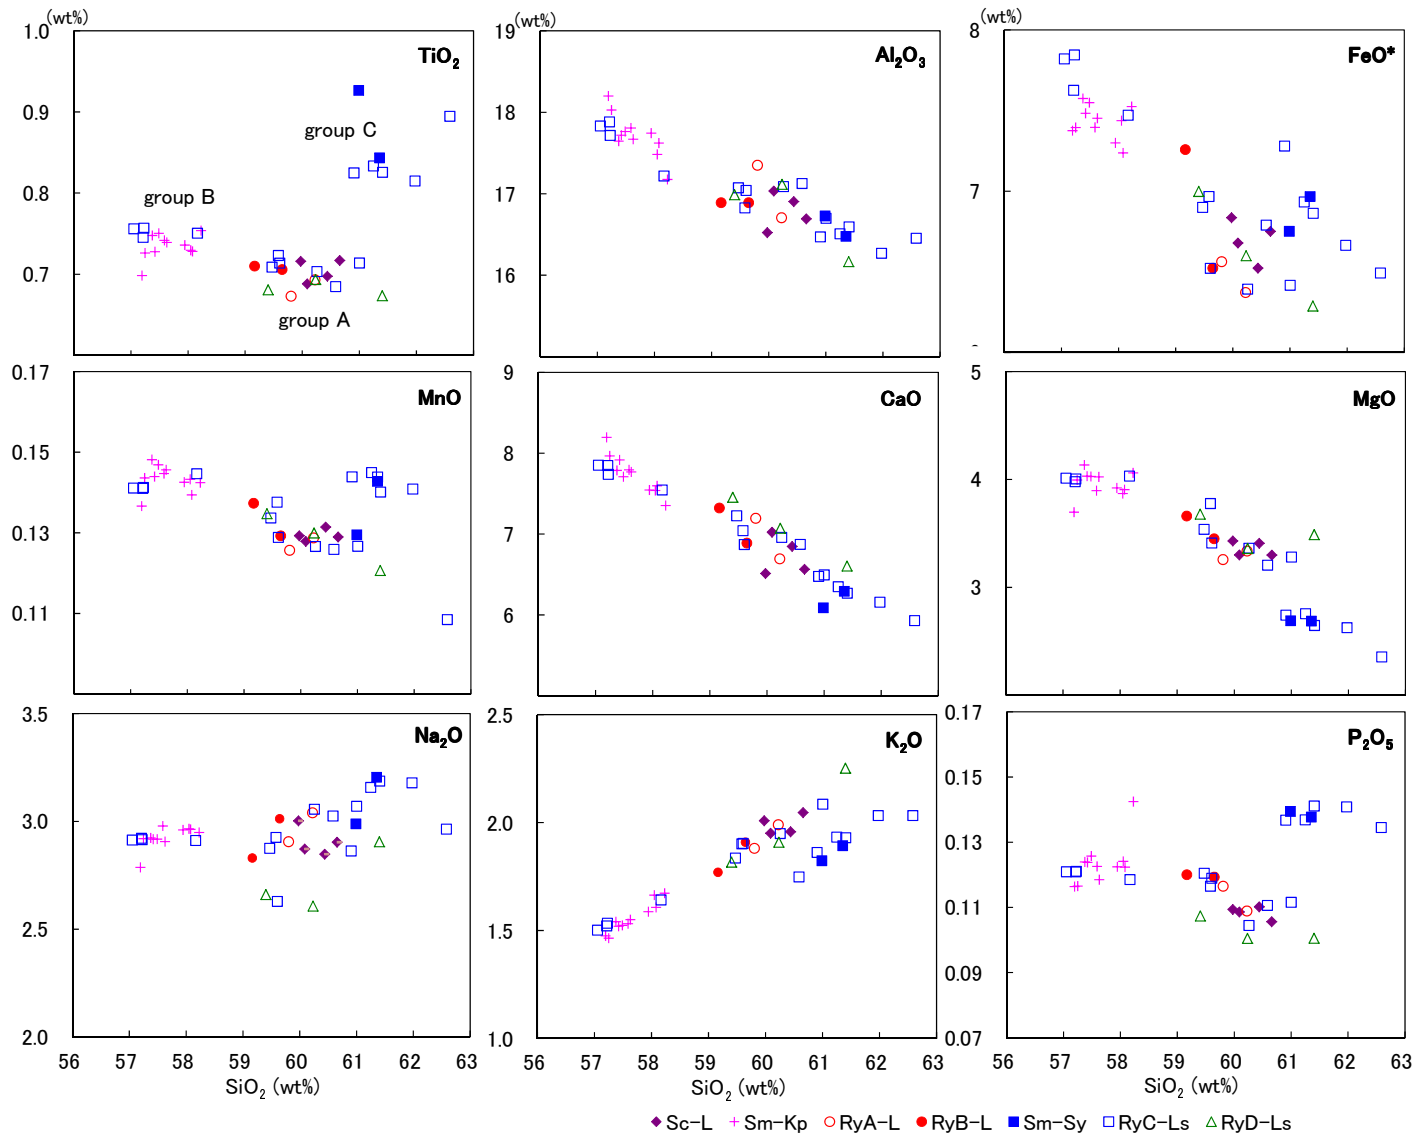 (wt%)
1.0
0.9
0.8
0.7
TiO₂
group C
group B
group A
(wt%)
19
18
17
16
Al₂O₃
(wt%)
8
7
FeO*
0.17
0.15
0.13
0.11
MnO
9
8
7
6
CaO
5
4
3
MgO
3.5
3.0
2.5
2.0
Na₂O
56 57 58 59 60 61 62 63
SiO₂ (wt%)
2.5
2.0
1.5
1.0
K₂O
56 57 58 59 60 61 62 63
SiO₂ (wt%)
0.17
0.15
0.13
0.11
0.09
0.07
P₂O₅
56 57 58 59 60 61 62 63
SiO₂ (wt%)
Sc-L Sm-Kp RyA-L RyB-L Sm-Sy RyC-Ls RyD-Ls